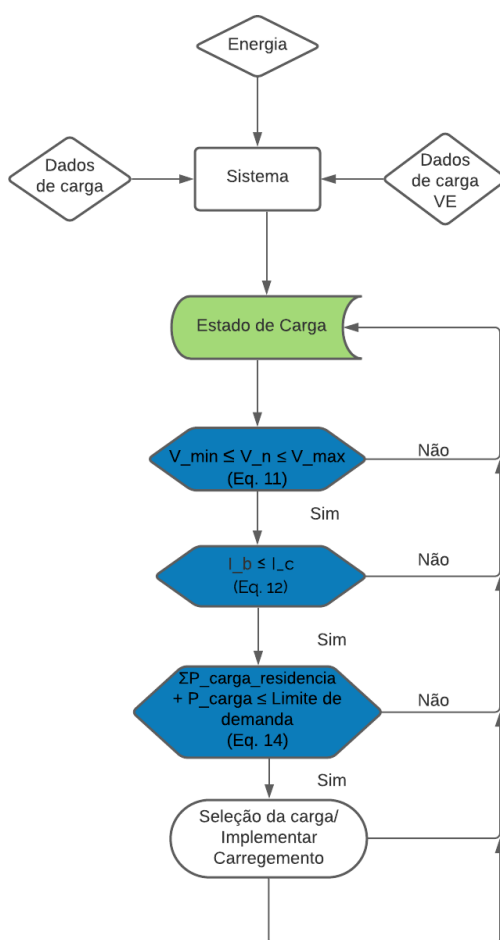 Energia
Dados
de carga
Sistema
Dados
de carga
VE
Estado de Carga
V_min ≤ V_n ≤ V_max
(Eq. 11)
Não
Sim
I_b ≤ I_c
(Eq. 12)
Não
Sim
ΣP_carga_residencia
+ P_carga ≤ Limite de
demanda
(Eq. 14)
Não
Sim
Seleção da carga/
Implementar
Carregemento